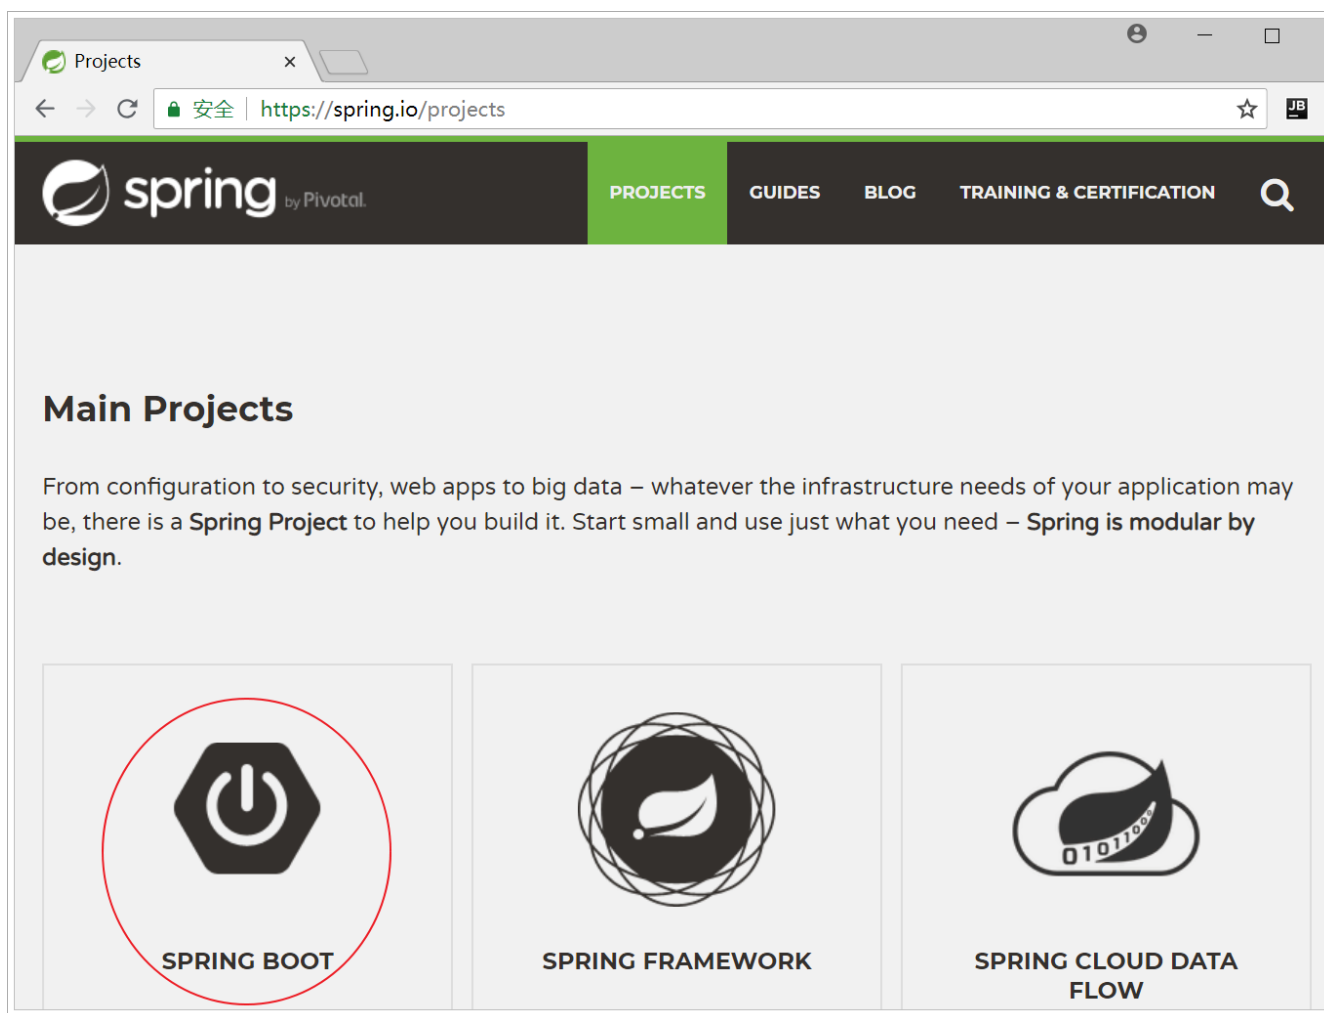 Projects
安全 https://spring.io/projects
JB
spring by Pivotal.
PROJECTS GUIDES BLOG TRAINING & CERTIFICATION
Main Projects
From configuration to security, web apps to big data – whatever the infrastructure needs of your application may
be, there is a Spring Project to help you build it. Start small and use just what you need – Spring is modular by
design.
01011000
SPRING BOOT
SPRING FRAMEWORK
SPRING CLOUD DATA
FLOW